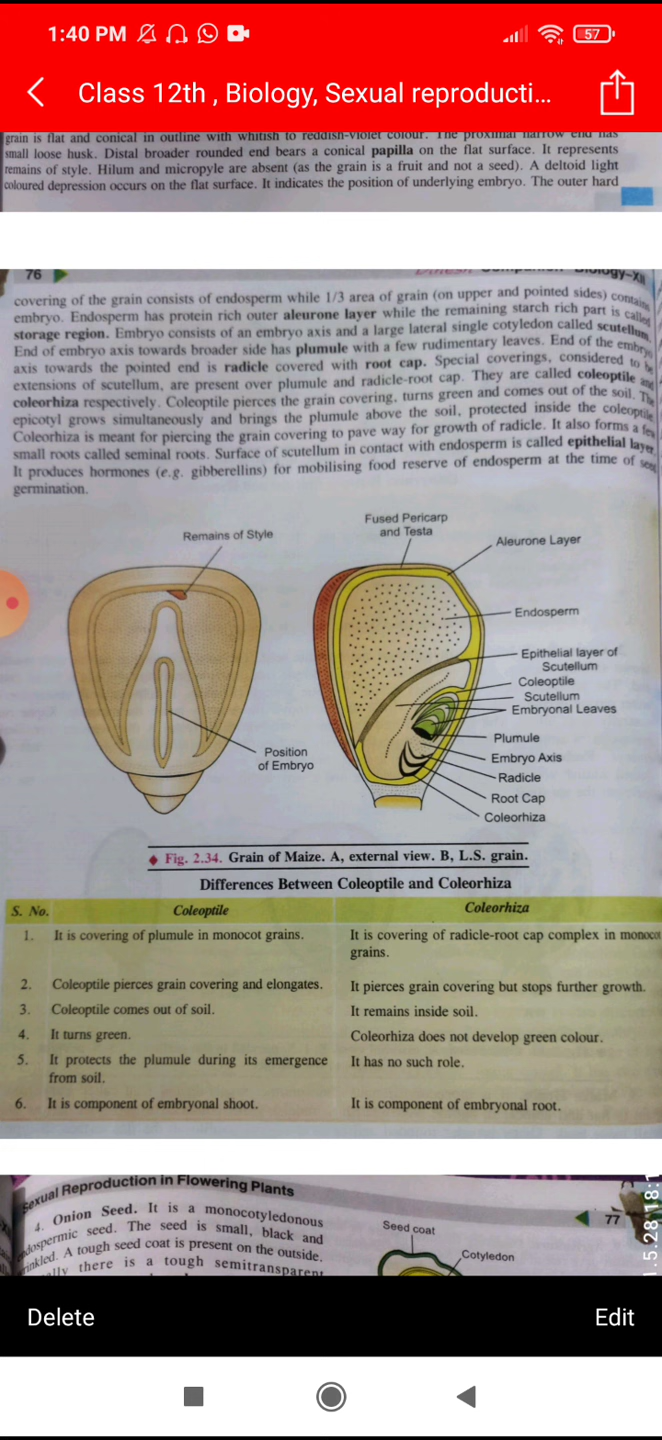 1:40 PM
57
Class 12th , Biology, Sexual reproducti...
grain is flat and conical in outline with whitish to reddish-violet colour. The proximal narrow end has
small loose husk. Distal broader rounded end bears a conical papilla on the flat surface. It represents
remains of style. Hilum and micropyle are absent (as the grain is a fruit and not a seed). A deltoid light
coloured depression occurs on the flat surface. It indicates the position of underlying embryo. The outer hard
76
Biology-XII
covering of the grain consists of endosperm while 1/3 area of grain (on upper and pointed sides) contains
embryo. Endosperm has protein rich outer aleurone layer while the remaining starch rich part is called
storage region. Embryo consists of an embryo axis and a large lateral single cotyledon called scutellum.
End of embryo axis towards broader side has plumule with a few rudimentary leaves. End of the embryo
axis towards the pointed end is radicle covered with root cap. Special coverings, considered to be
extensions of scutellum, are present over plumule and radicle-root cap. They are called coleoptile and
coleorhiza respectively. Coleoptile pierces the grain covering, turns green and comes out of the soil. The
epicotyl grows simultaneously and brings the plumule above the soil, protected inside the coleoptile
Coleorhiza is meant for piercing the grain covering to pave way for growth of radicle. It also forms a few
small roots called seminal roots. Surface of scutellum in contact with endosperm is called epithelial layer.
It produces hormones (e.g. gibberellins) for mobilising food reserve of endosperm at the time of seed
germination.
Remains of Style
Position
of Embryo
Fused Pericarp
and Testa
Aleurone Layer
Endosperm
Epithelial layer of
Scutellum
Coleoptile
Scutellum
Embryonal Leaves
Plumule
Embryo Axis
Radicle
Root Cap
Coleorhiza
◆ Fig. 2.34. Grain of Maize. A, external view. B, L.S. grain.
Differences Between Coleoptile and Coleorhiza
S. No. Coleoptile Coleorhiza
1. It is covering of plumule in monocot grains. It is covering of radicle-root cap complex in monocot
grains.
2. Coleoptile pierces grain covering and elongates. It pierces grain covering but stops further growth.
3. Coleoptile comes out of soil. It remains inside soil.
4. It turns green. Coleorhiza does not develop green colour.
5. It protects the plumule during its emergence It has no such role.
from soil.
6. It is component of embryonal shoot. It is component of embryonal root.
Sexual Reproduction in Flowering Plants
77
4. Onion Seed. It is a monocotyledonous
endospermic seed. The seed is small, black and
wrinkled. A tough seed coat is present on the outside.
there is a tough semitransparent
Seed coat
Cotyledon
1.5.28 18:1
Delete
Edit